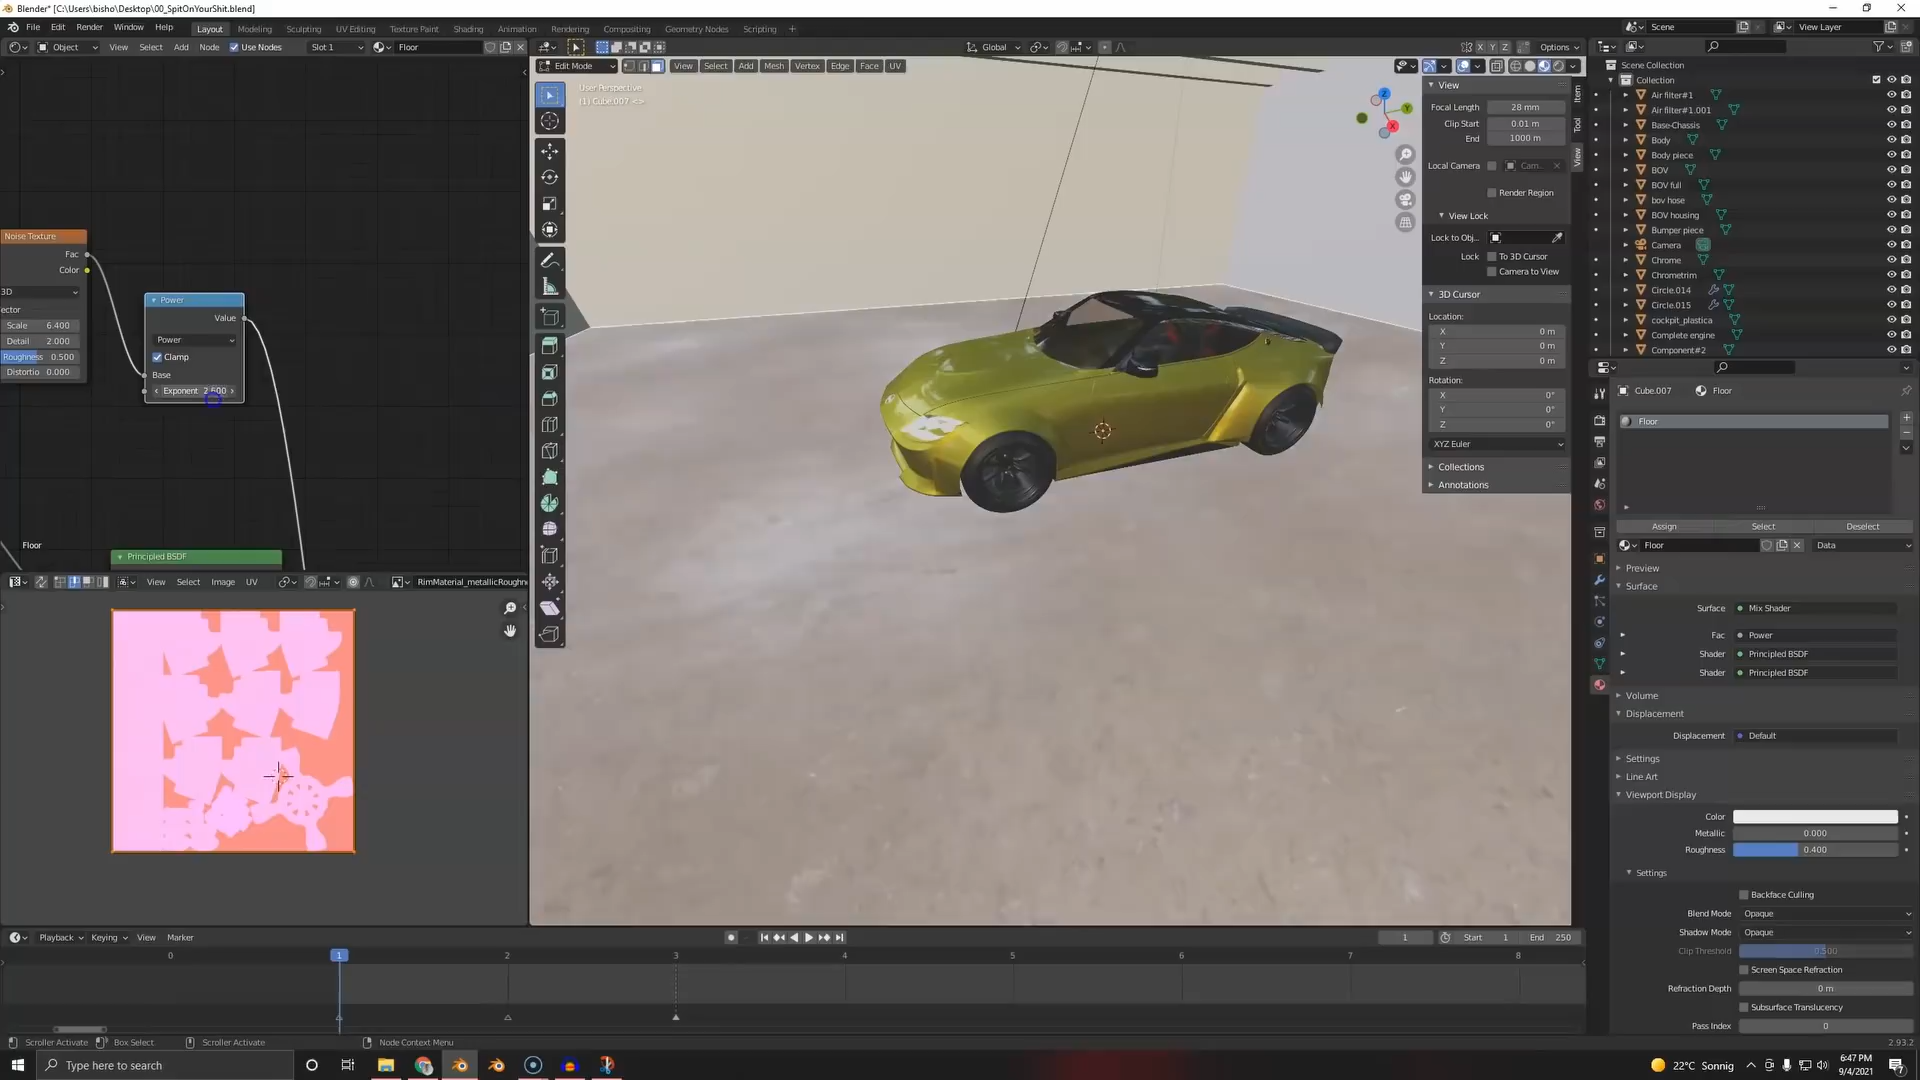 Blender* [C:\Users\bisho\Desktop\00_SpitOnYourShit.blend]
File Edit Render Window Help Layout Modeling Sculpting UV Editing Texture Paint Shading Animation Rendering Compositing Geometry Nodes Scripting + Scene View Layer
Object View Select Add Node Use Nodes Slot 1 Floor Global Options
Edit Mode View Select Add Mesh Vertex Edge Face UV
User Perspective
(1) Cube.007 <>
Noise Texture
Fac
Color
3D
ector
Scale 6.400
Detail 2.000
Roughness 0.500
Distortio 0.000
Power
Value
Power
Clamp
Base
Exponent 2.600
Floor
Principled BSDF
View Select Image UV RimMaterial_metallicRoughn
View
Focal Length 28 mm
Clip Start 0.01 m
End 1000 m
Local Camera Cam..
Render Region
View Lock
Lock to Obj...
Lock To 3D Cursor
Camera to View
3D Cursor
Location:
X 0 m
Y 0 m
Z 0 m
Rotation:
X 0°
Y 0°
Z 0°
XYZ Euler
Collections
Annotations
Item
Tool
View
Scene Collection
Collection
Air filter#1
Air filter#1.001
Base-Chassis
Body
Body piece
BOV
BOV full
bov hose
BOV housing
Bumper piece
Camera
Chrome
Chrometrim
Circle.014
Circle.015
cockpit_plastica
Complete engine
Component#2
Cube.007 Floor
Floor
Assign Select Deselect
Floor Data
Preview
Surface
Surface Mix Shader
Fac Power
Shader Principled BSDF
Shader Principled BSDF
Volume
Displacement
Displacement Default
Settings
Line Art
Viewport Display
Color
Metallic 0.000
Roughness 0.400
Settings
Backface Culling
Blend Mode Opaque
Shadow Mode Opaque
Clip Threshold 0.500
Screen Space Refraction
Refraction Depth 0 m
Subsurface Translucency
Pass Index 0
Playback Keying View Marker 1 Start 1 End 250
0 1 2 3 4 5 6 7 8
Scroller Activate Box Select Scroller Activate Node Context Menu 2.93.2
Type here to search
22°C Sonnig
6:47 PM
9/4/2021